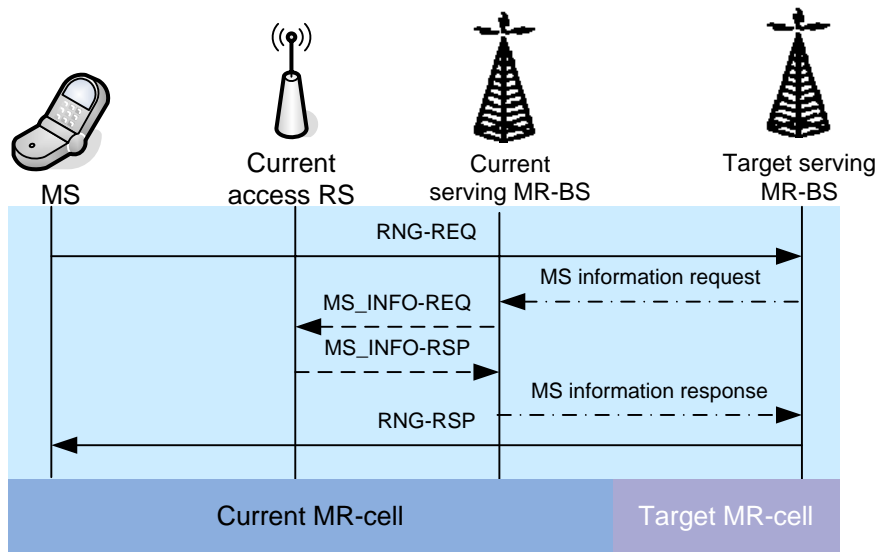 MS
Current
access RS
Current
serving MR-BS
Target serving
MR-BS
RNG-REQ
MS information request
MS_INFO-REQ
MS_INFO-RSP
MS information response
RNG-RSP
Current MR-cell
Target MR-cell